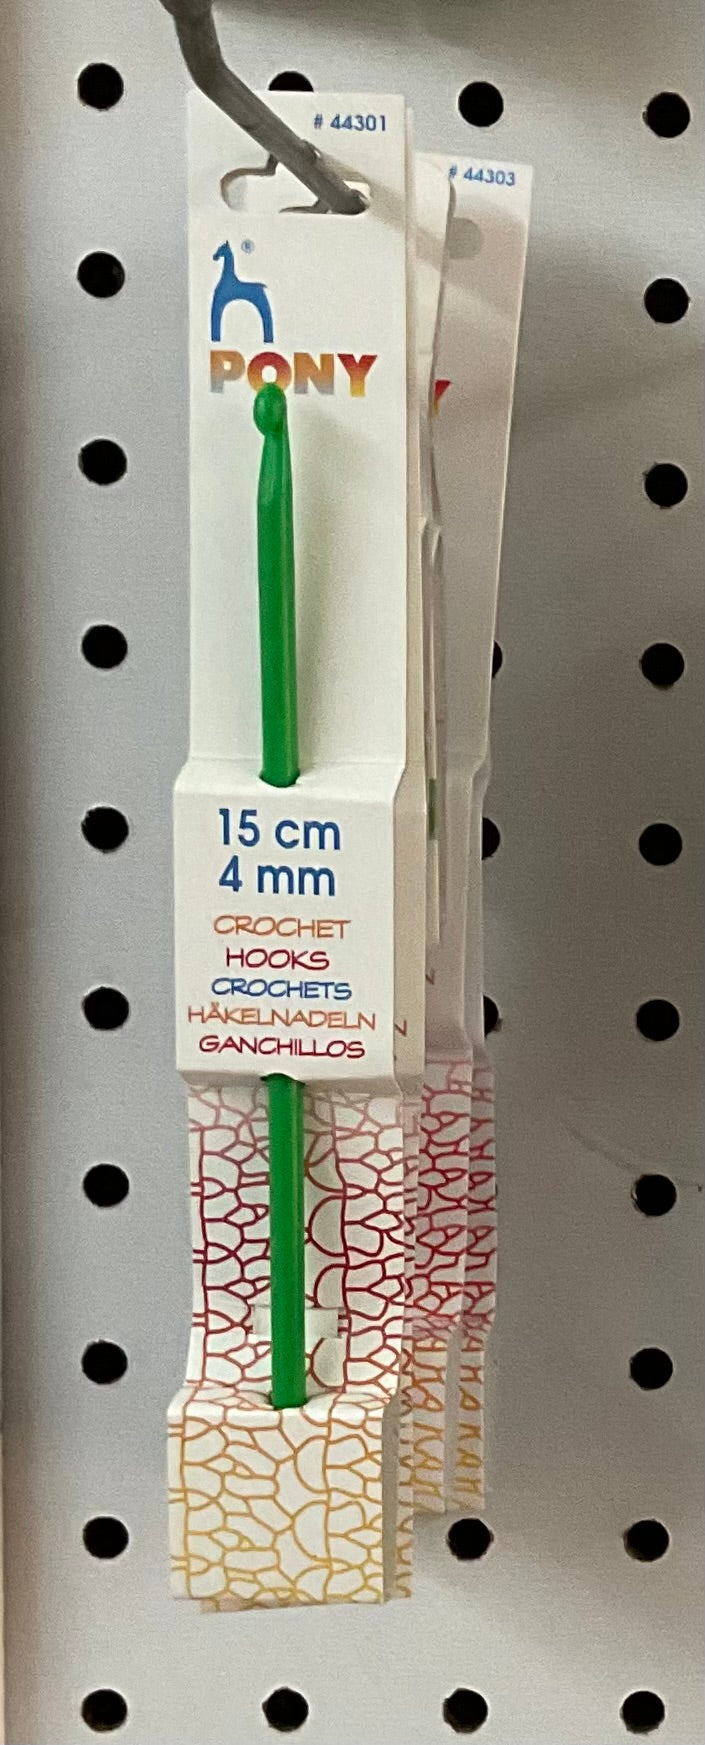 # 44301
# 44303
®
PONY
Y
15 cm
4 mm
CROCHET
HOOKS
CROCHETS
HÄKELNADELN
GANCHILLOS